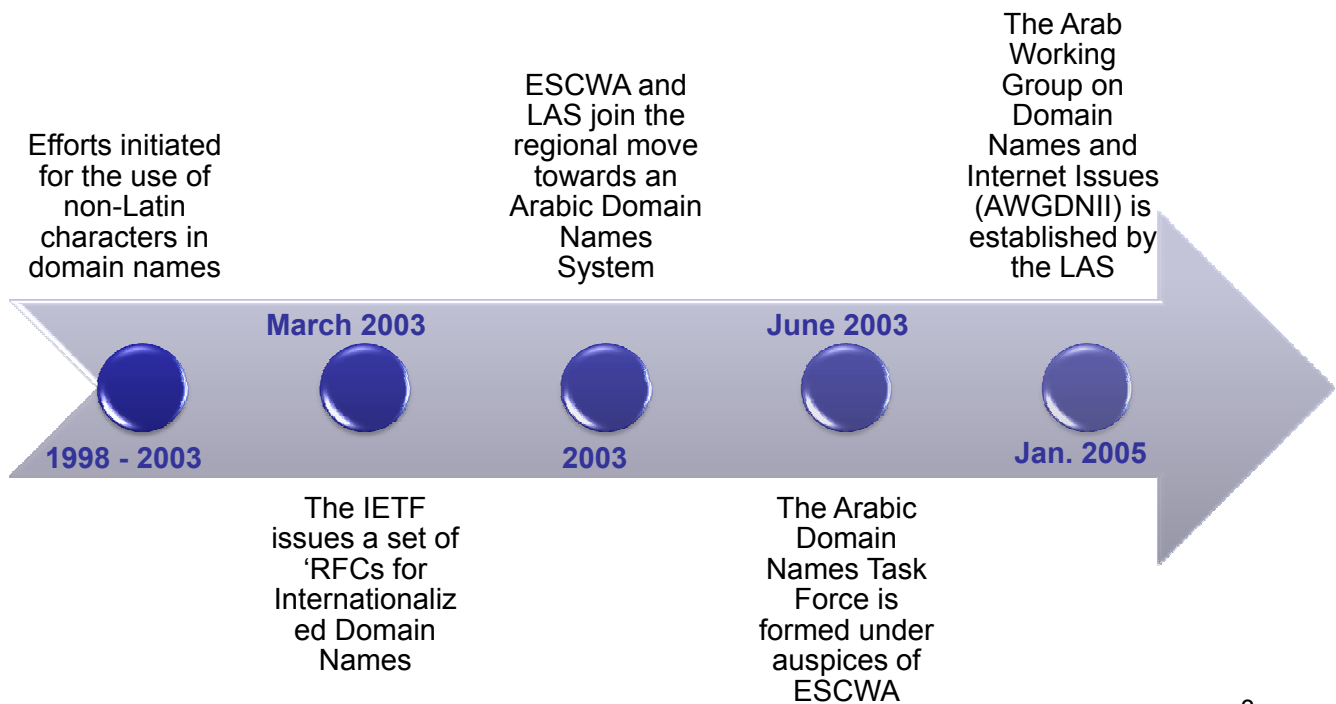 Efforts initiated
for the use of
non-Latin
characters in
domain names
1998 - 2003
March 2003
The IETF
issues a set of
‘RFCs for
Internationaliz
ed Domain
Names
ESCWA and
LAS join the
regional move
towards an
Arabic Domain
Names
System
2003
June 2003
The Arabic
Domain
Names Task
Force is
formed under
auspices of
ESCWA
The Arab
Working
Group on
Domain
Names and
Internet Issues
(AWGDNII) is
established by
the LAS
Jan. 2005